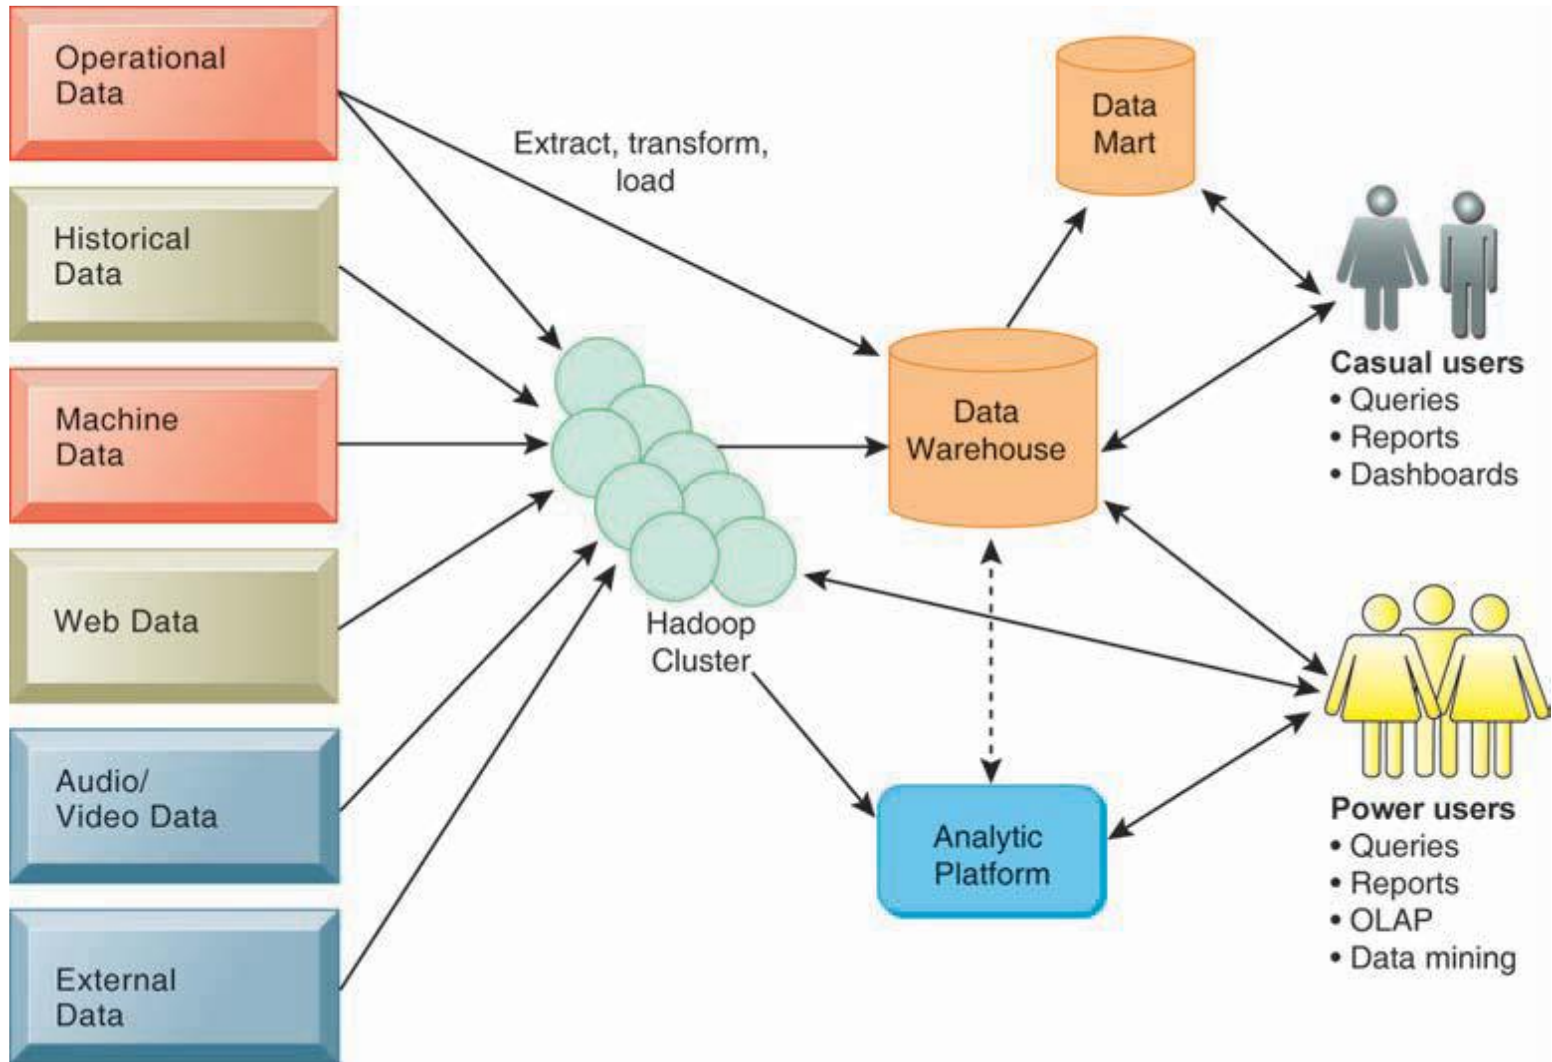 Operational
Data
Historical
Data
Machine
Data
Web Data
Audio/
Video Data
External
Data
Extract, transform,
load
Hadoop
Cluster
Data
Mart
Data
Warehouse
Analytic
Platform
Casual users
• Queries
• Reports
• Dashboards
Power users
• Queries
• Reports
• OLAP
• Data mining